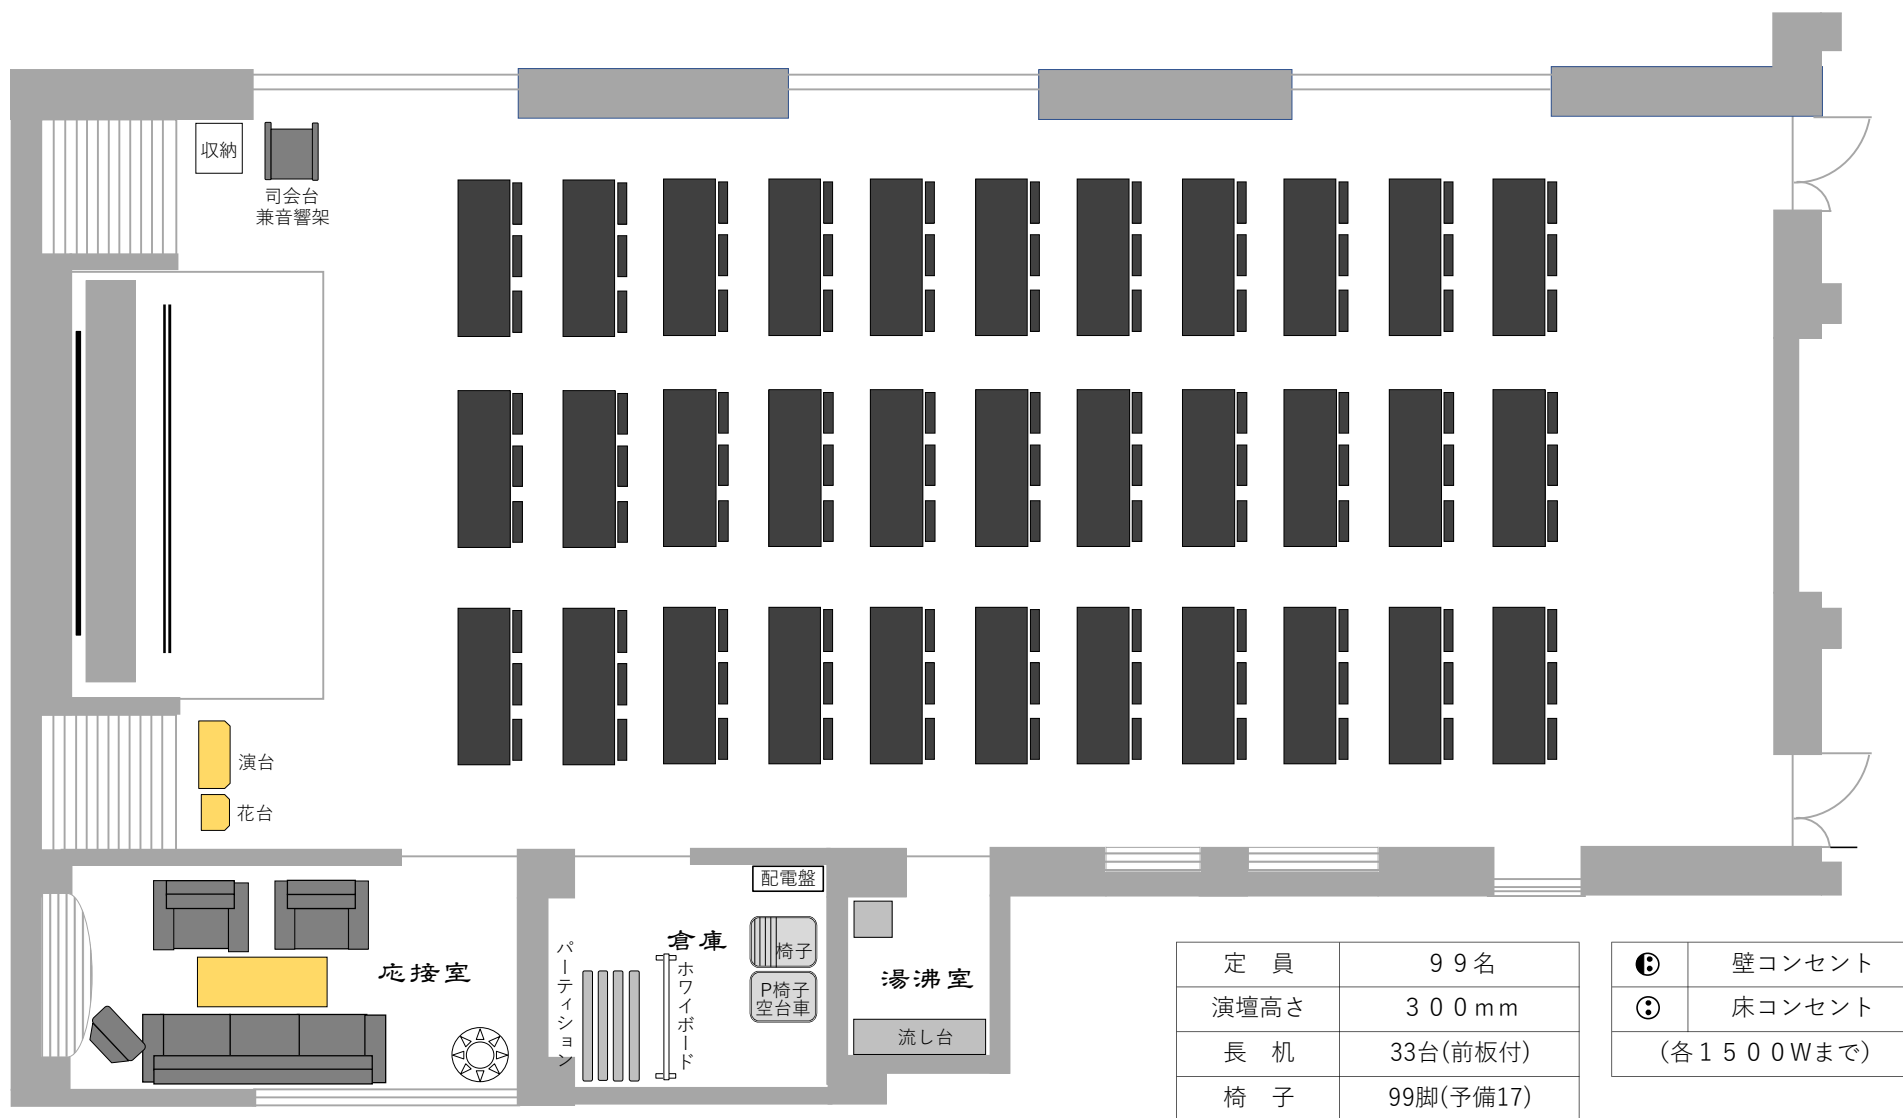 収納
司会台
兼音響架
演台
花台
応接室
パーティション
倉庫
ホワイボード
配電盤
椅子
P椅子
空台車
湯沸室
流し台
定　員　９９名
演壇高さ　３００mm
長　机　33台(前板付)
椅　子　99脚(予備17)
壁コンセント
床コンセント
(各１５００Wまで)